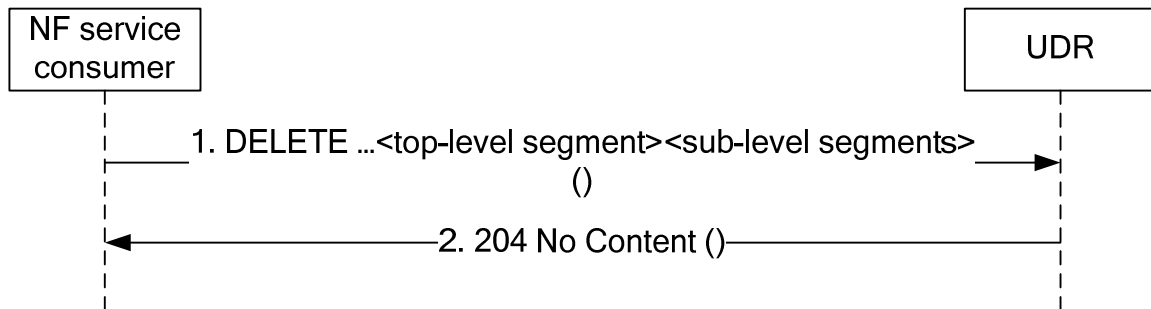 NF service
consumer
UDR
1. DELETE ...<top-level segment><sub-level segments>
()
2. 204 No Content ()